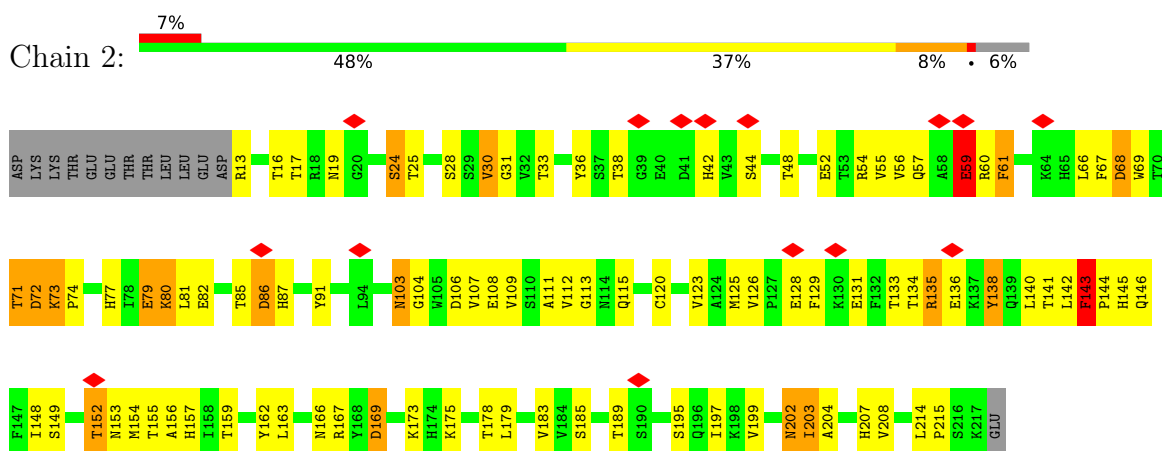 7%
Chain 2:
48% 37% 8% • 6%
ASP LYS LYS THR GLU GLU THR THR LEU LEU GLU ASP R13 T16 T17 R18 N19 G20 S24 T25 S28 S29 V30 G31 V32 T33 Y36 S37 T38 G39 E40 D41 H42 V43 S44 T48 E52 T53 R54 V55 V56 Q57 A58 E59 R60 F61 K64 H65 L66 F67 D68 W69 T70
T71 D72 K73 P74 H77 I78 E79 K80 L81 E82 T85 D86 H87 Y91 L94 N103 G104 W105 D106 V107 E108 V109 S110 A111 V112 G113 N114 Q115 C120 V123 A124 M125 V126 P127 E128 F129 K130 E131 F132 T133 T134 R135 E136 K137 Y138 Q139 L140 T141 L142 F143 P144 H145 Q146
F147 I148 S149 T152 N153 M154 T155 A156 H157 I158 T159 Y162 L163 N166 R167 Y168 D169 K173 H174 K175 T178 L179 V183 V184 S185 T189 S190 S195 Q196 I197 K198 V199 N202 I203 A204 H207 V208 L214 P215 S216 K217 GLU